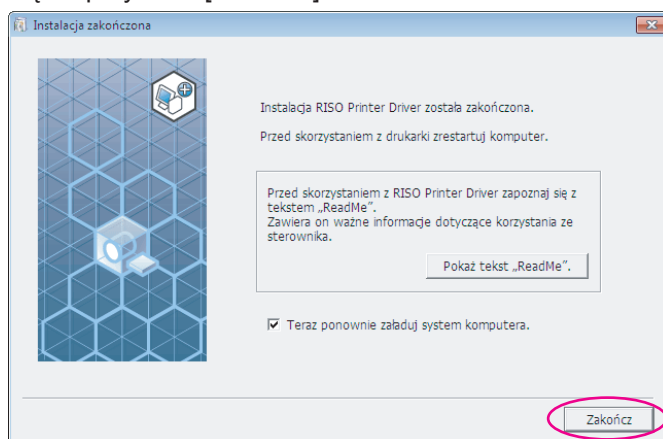 Instalacja zakończona
Instalacja RISO Printer Driver została zakończona.
Przed skorzystaniem z drukarki zrestartuj komputer.
Przed skorzystaniem z RISO Printer Driver zapoznaj się z
tekstem „ReadMe”.
Zawiera on ważne informacje dotyczące korzystania ze
sterownika.
Pokaż tekst „ReadMe”.
Teraz ponownie załaduj system komputera.
Zakończ